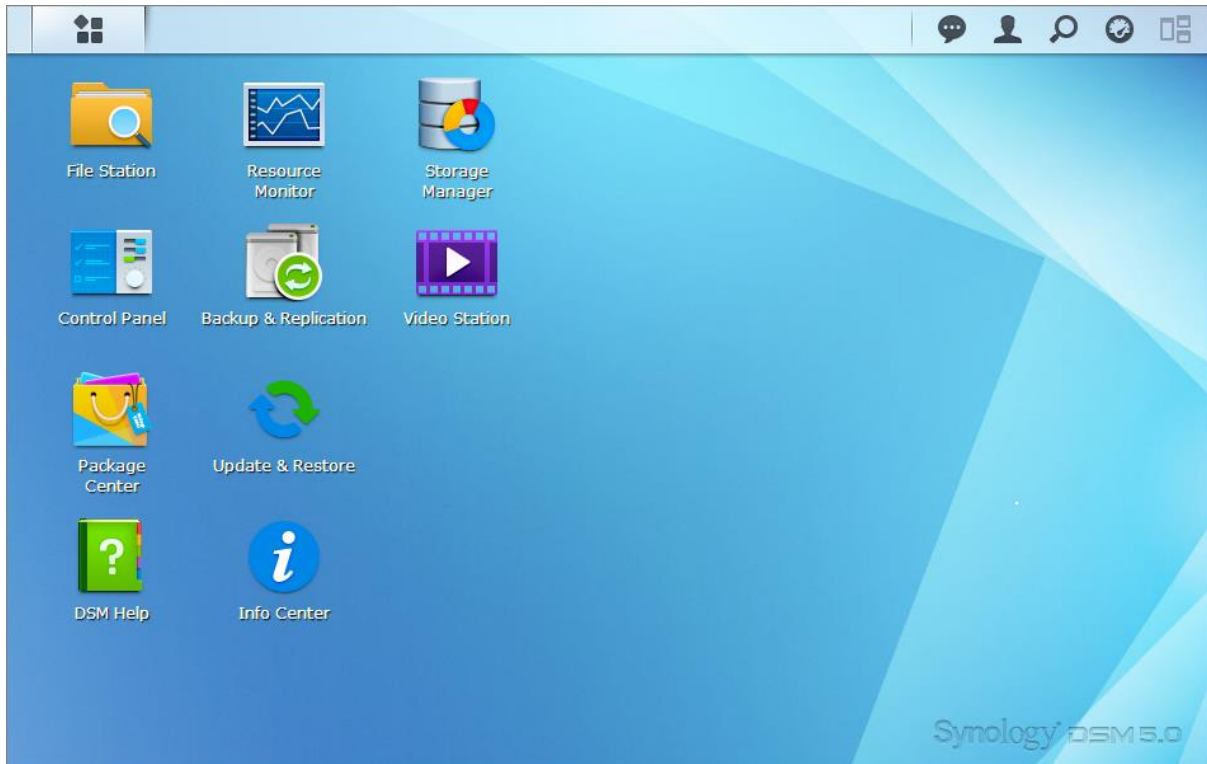 File Station
Resource
Monitor
Storage
Manager
Control Panel
Backup & Replication
Video Station
Package
Center
Update & Restore
DSM Help
Info Center
Synology DSM 5.0